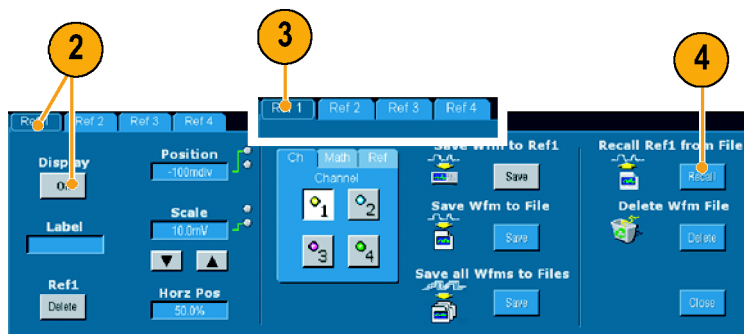 2
3
4
Ref 1 Ref 2 Ref 3 Ref 4
Ref 1 Ref 2 Ref 3 Ref 4
Display
Position
-100mdiv
Label
Scale
10.0mV
Ref1
Delete
Horz Pos
50.0%
Ch Math Ref
Channel
1
2
3
4
Save Wfm to Ref1
Save
Save Wfm to File
Save
Save all Wfms to Files
Save
Recall Ref1 from File
Recall
Delete Wfm File
Delete
Close